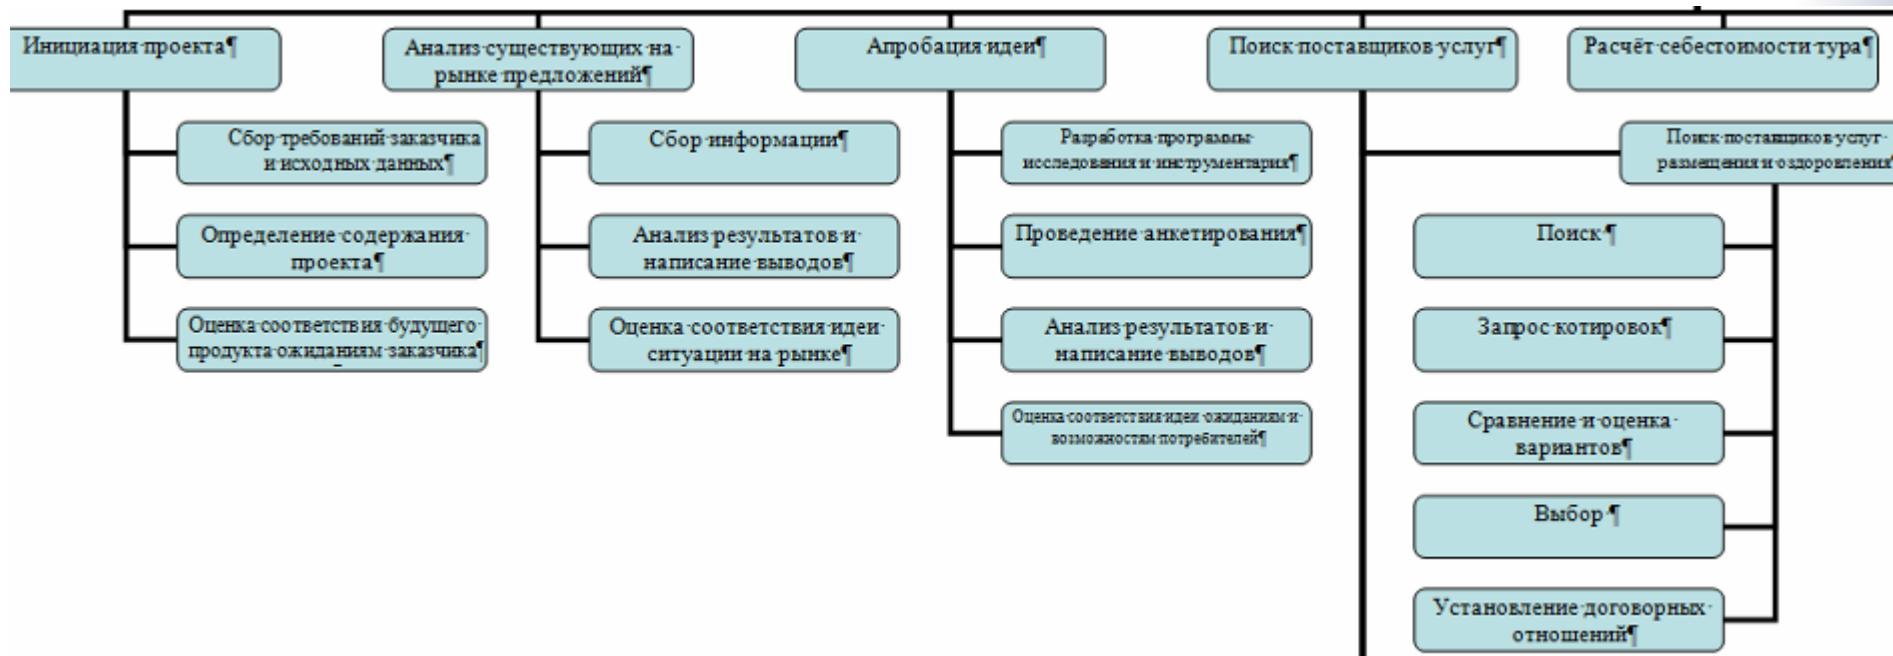 Инициация проекта¶
Анализ существующих на
рынке предложений¶
Апробация идеи¶
Поиск поставщиков услуг¶
Расчёт себестоимости тура¶
Сбор требований заказчика
и исходных данных¶
Определение содержания
проекта¶
Оценка соответствия будущего
продукта ожиданиям заказчика¶
Сбор информации¶
Анализ результатов и
написание выводов¶
Оценка соответствия идеи
ситуации на рынке¶
Разработка программы
исследования и инструментария¶
Проведение анкетирования¶
Анализ результатов и
написание выводов¶
Оценка соответствия идеи ожиданиям и
возможностям потребителей¶
Поиск поставщиков услуг
размещения и оздоровления¶
Поиск ¶
Запрос котировок¶
Сравнение и оценка
вариантов¶
Выбор ¶
Установление договорных
отношений¶